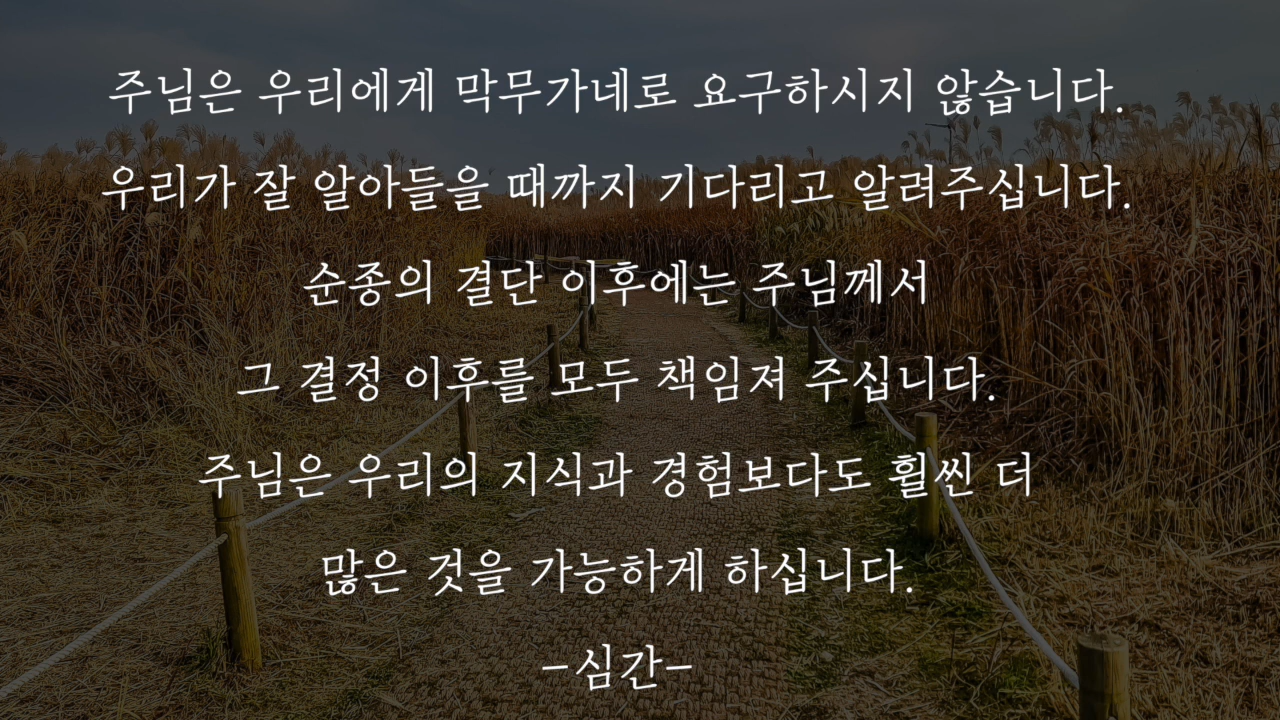 주님은 우리에게 막무가네로 요구하시지 않습니다.
우리가 잘 알아들을 때까지 기다리고 알려주십니다.
순종의 결단 이후에는 주님께서
그 결정 이후를 모두 책임져 주십니다.
주님은 우리의 지식과 경험보다도 휠씬 더
많은 것을 가능하게 하십니다.
-심간-